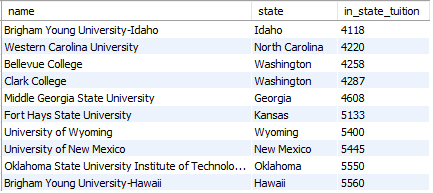 name state in_state_tuition
Brigham Young University-Idaho Idaho 4118
Western Carolina University North Carolina 4220
Bellevue College Washington 4258
Clark College Washington 4287
Middle Georgia State University Georgia 4608
Fort Hays State University Kansas 5133
University of Wyoming Wyoming 5400
University of New Mexico New Mexico 5445
Oklahoma State University Institute of Technolo... Oklahoma 5550
Brigham Young University-Hawaii Hawaii 5560